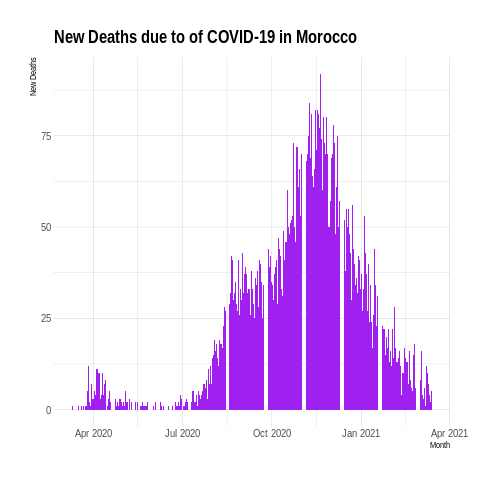 New Deaths due to of COVID-19 in Morocco
New Deaths
75
50
25
0
Apr 2020 Jul 2020 Oct 2020 Jan 2021 Apr 2021
Month